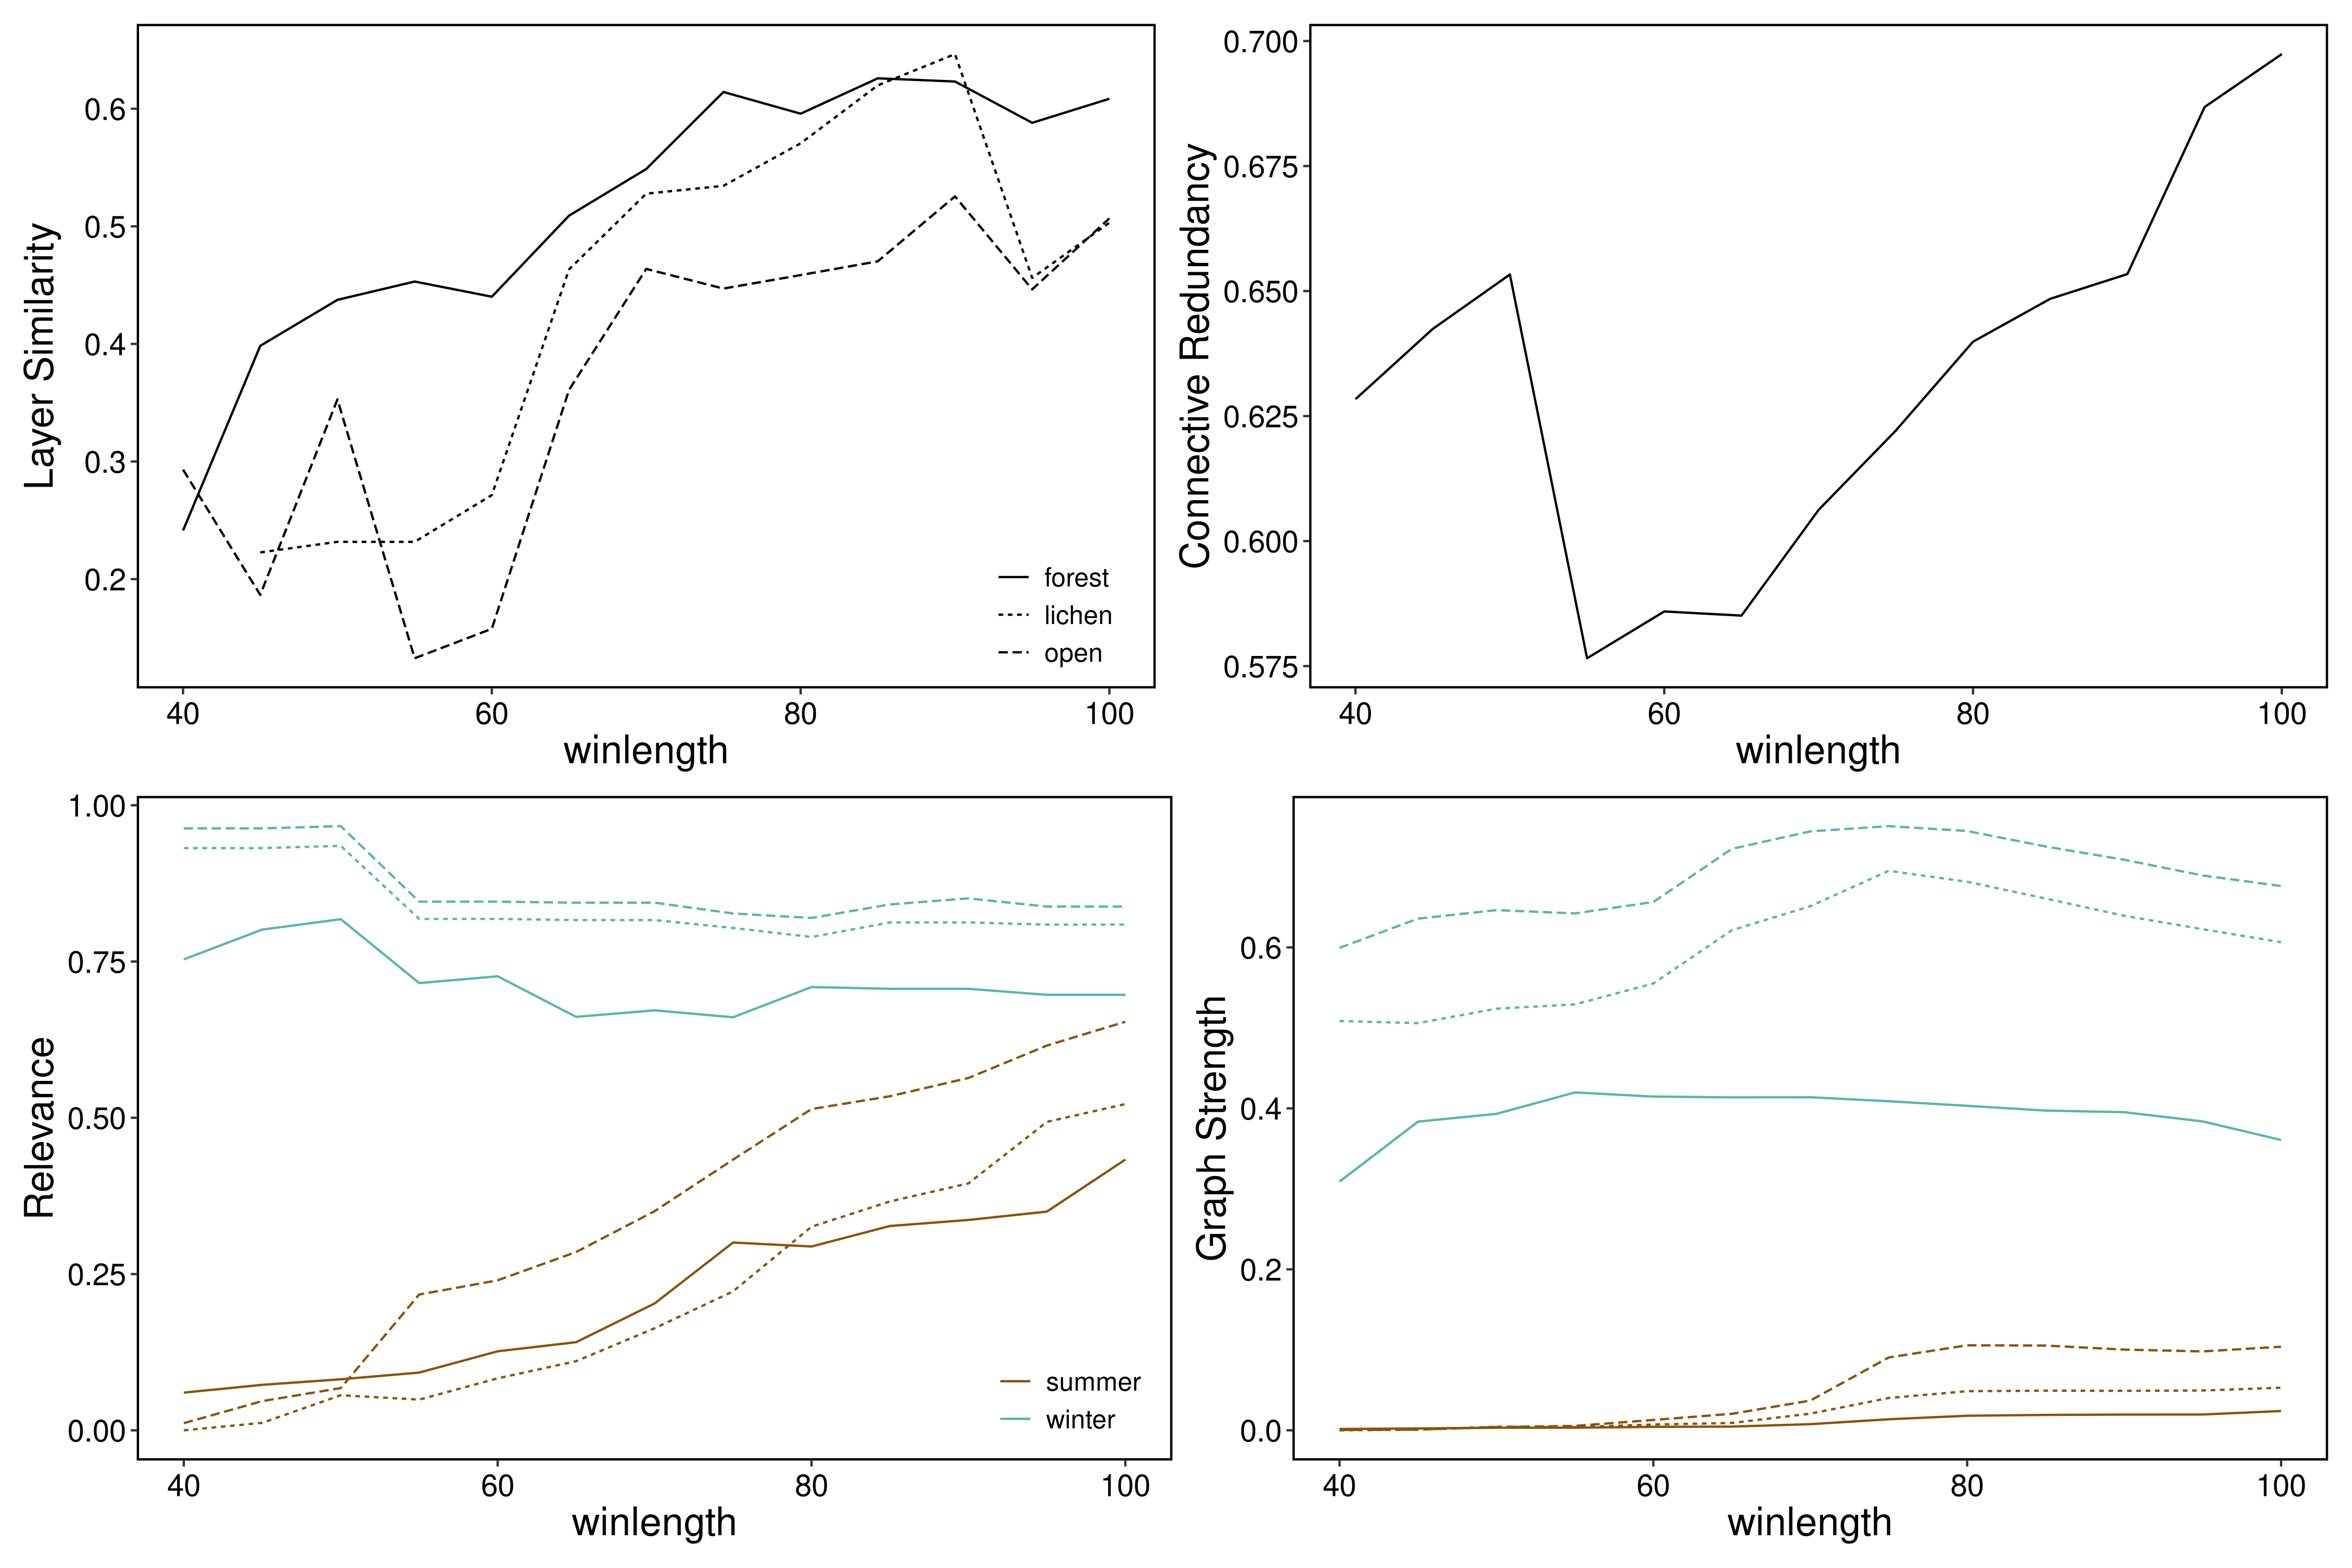 Layer Similarity
0.6
0.5
0.4
0.3
0.2
forest
lichen
open
40
60
80
100
winlength
Connective Redundancy
0.700
0.675
0.650
0.625
0.600
0.575
40
60
80
100
winlength
Relevance
1.00
0.75
0.50
0.25
0.00
summer
winter
40
60
80
100
winlength
Graph Strength
0.6
0.4
0.2
0.0
40
60
80
100
winlength